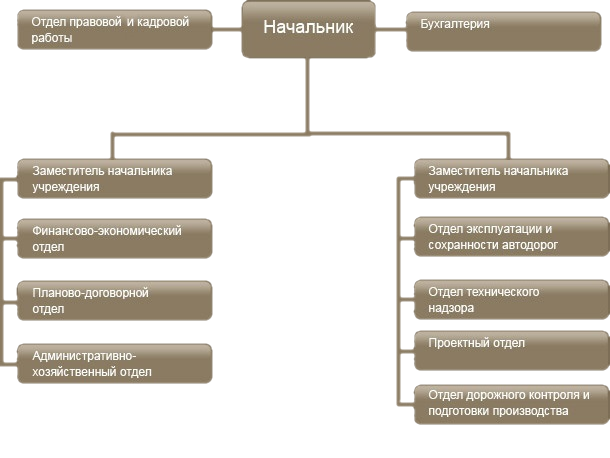 Отдел правовой и кадровой
работы
Начальник
Бухгалтерия
Заместитель начальника
учреждения
Финансово-экономический
отдел
Планово-договорной
отдел
Административно-
хозяйственный отдел
Заместитель начальника
учреждения
Отдел эксплуатации и
сохранности автодорог
Отдел технического
надзора
Проектный отдел
Отдел дорожного контроля и
подготовки производства